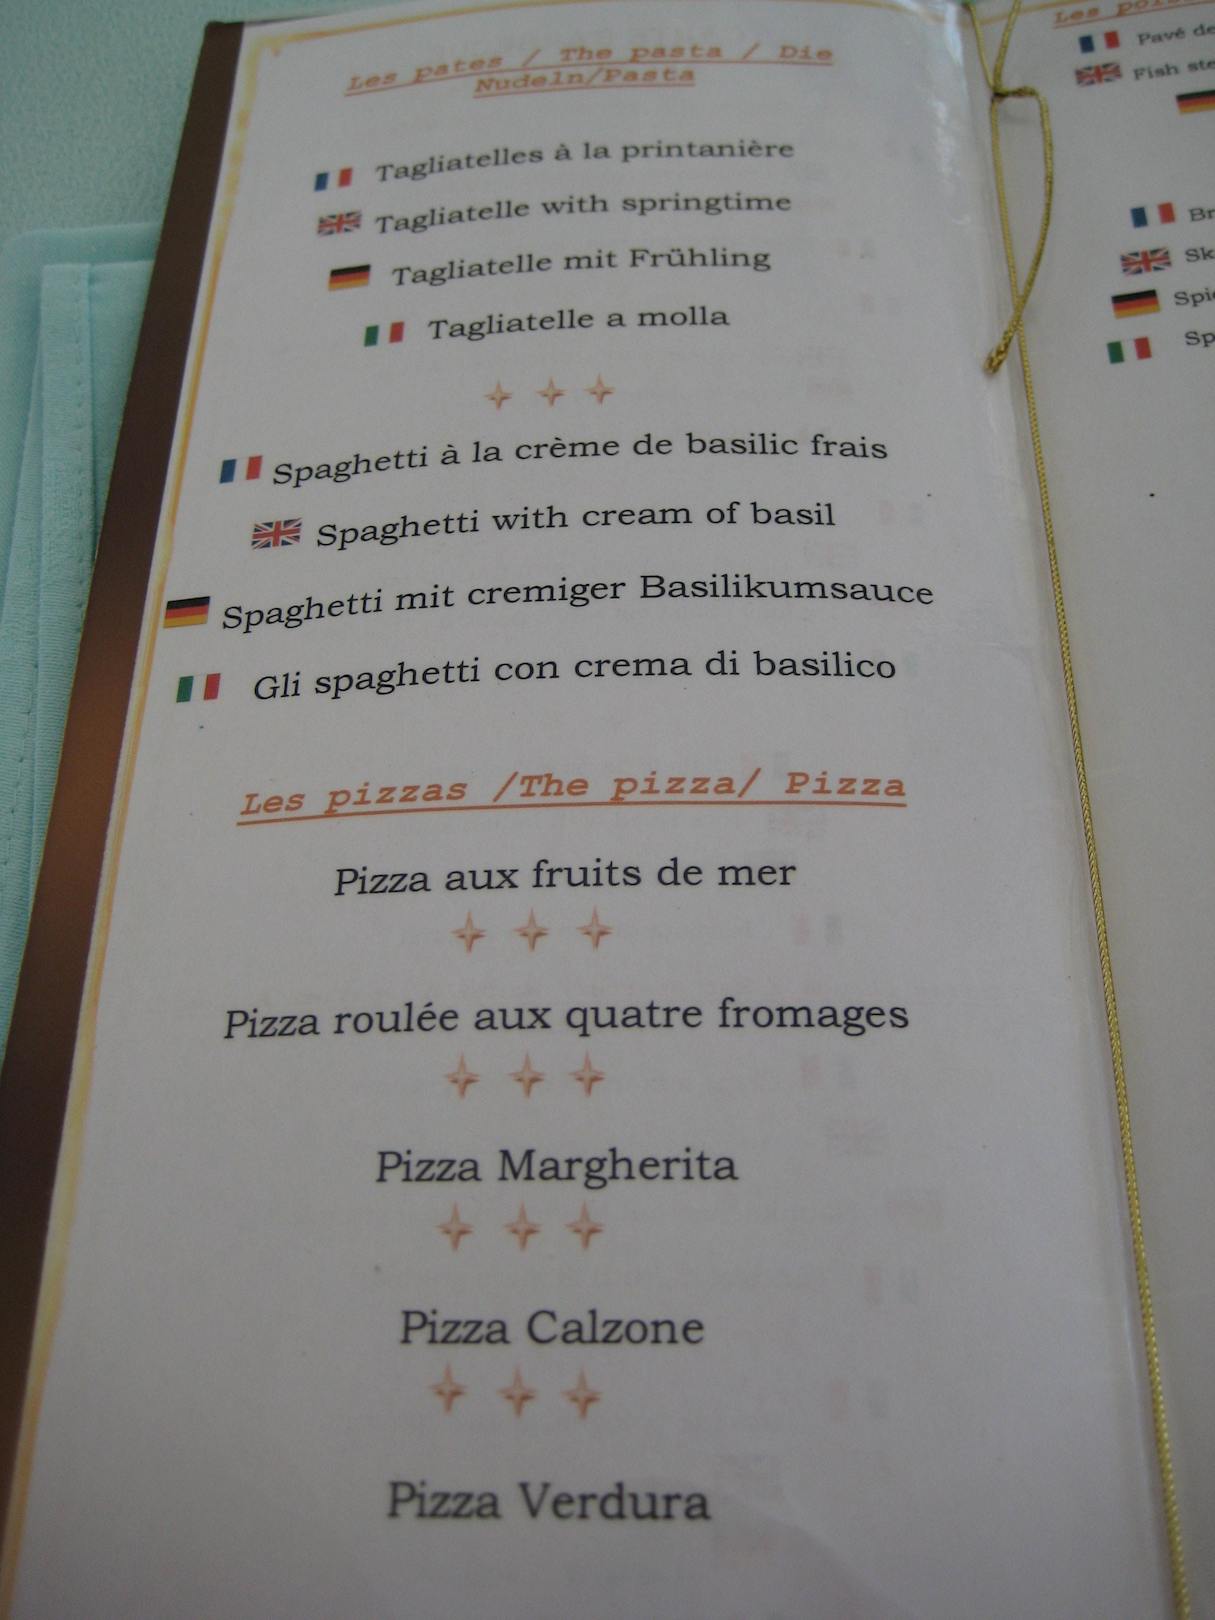 Les pates / The pasta / Die
Nudeln/Pasta
Tagliatelles à la printanière
Tagliatelle with springtime
Tagliatelle mit Frühling
Tagliatelle a molla
Spaghetti à la crème de basilic frais
Spaghetti with cream of basil
Spaghetti mit cremiger Basilikumsauce
Gli spaghetti con crema di basilico
Les pizzas /The pizza/ Pizza
Pizza aux fruits de mer
Pizza roulée aux quatre fromages
Pizza Margherita
Pizza Calzone
Pizza Verdura
Les
Pavé de
Fish